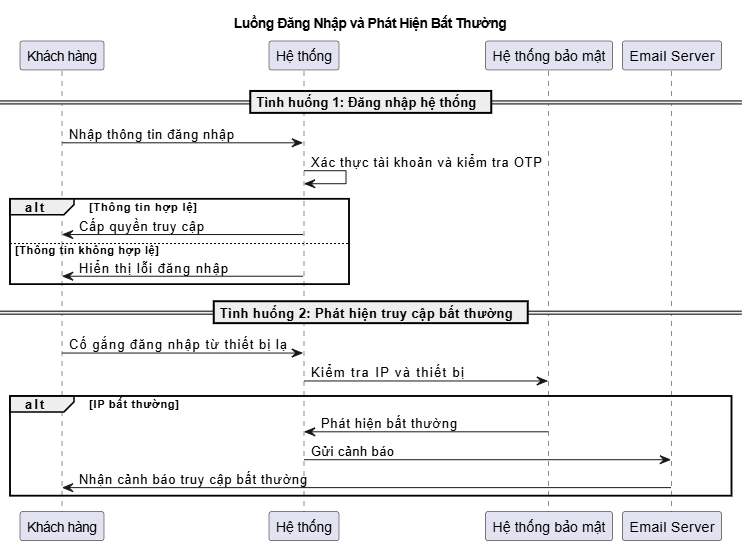 Luồng Đăng Nhập và Phát Hiện Bất Thường
Khách hàng
Hệ thống
Hệ thống bảo mật
Email Server
Tình huống 1: Đăng nhập hệ thống
Nhập thông tin đăng nhập
Xác thực tài khoản và kiểm tra OTP
alt
[Thông tin hợp lệ]
Cấp quyền truy cập
[Thông tin không hợp lệ]
Hiển thị lỗi đăng nhập
Tình huống 2: Phát hiện truy cập bất thường
Cố gắng đăng nhập từ thiết bị lạ
Kiểm tra IP và thiết bị
alt
[IP bất thường]
Phát hiện bất thường
Gửi cảnh báo
Nhận cảnh báo truy cập bất thường
Khách hàng
Hệ thống
Hệ thống bảo mật
Email Server